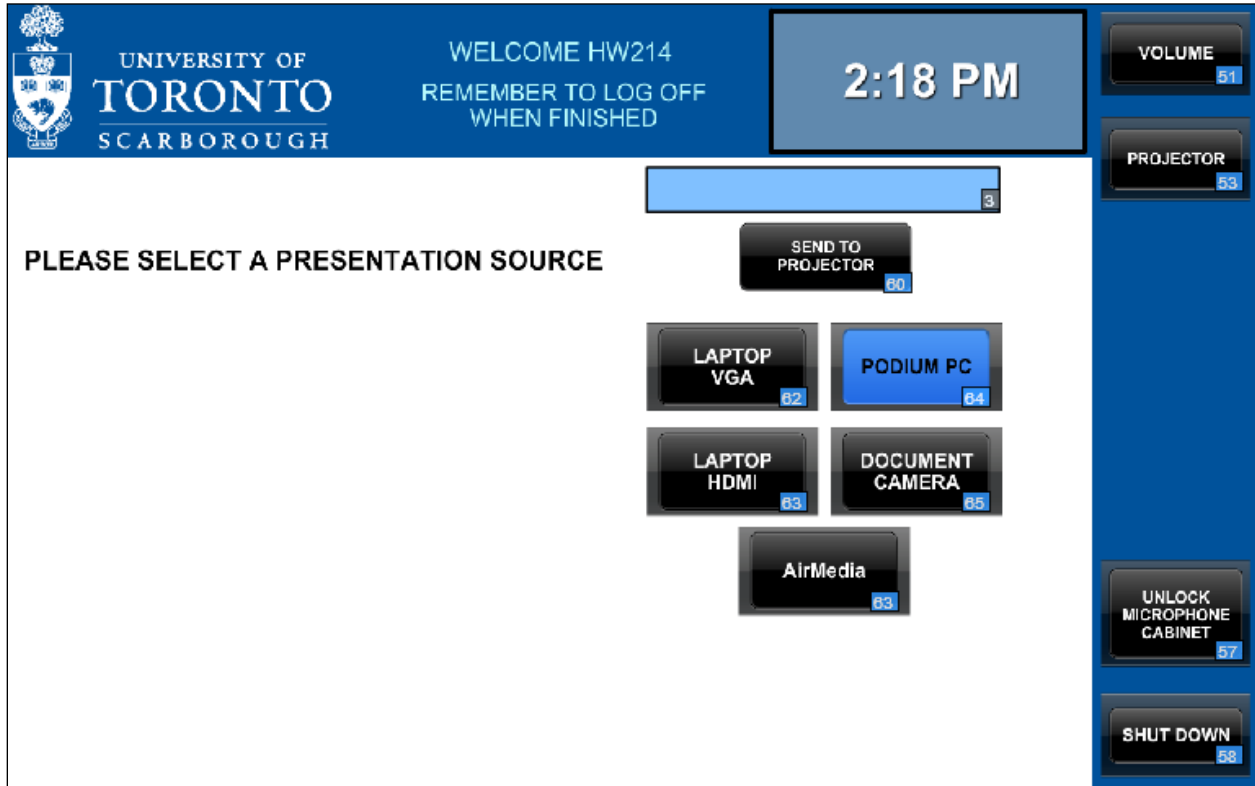 UNIVERSITY OF
TORONTO
SCARBOROUGH
WELCOME HW214
REMEMBER TO LOG OFF
WHEN FINISHED
2:18 PM
VOLUME
51
PROJECTOR
53
3
PLEASE SELECT A PRESENTATION SOURCE
SEND TO
PROJECTOR
60
LAPTOP
VGA
62
PODIUM PC
64
LAPTOP
HDMI
63
DOCUMENT
CAMERA
65
AirMedia
63
UNLOCK
MICROPHONE
CABINET
57
SHUT DOWN
58